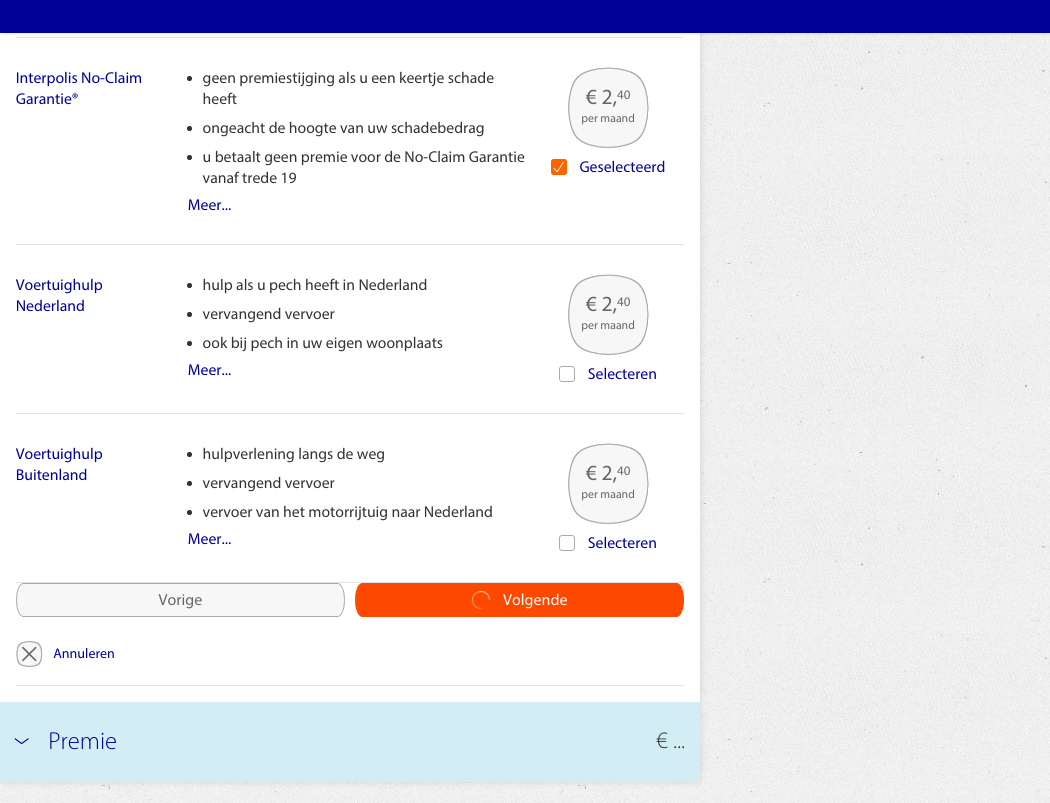 Interpolis No-Claim
Garantie®
• geen premiestijging als u een keertje schade
heeft
• ongeacht de hoogte van uw schadebedrag
• u betaalt geen premie voor de No-Claim Garantie
vanaf trede 19
Meer...
€ 2,40
per maand
Geselecteerd
Voertuighulp
Nederland
• hulp als u pech heeft in Nederland
• vervangend vervoer
• ook bij pech in uw eigen woonplaats
Meer...
€ 2,40
per maand
Selecteren
Voertuighulp
Buitenland
• hulpverlening langs de weg
• vervangend vervoer
• vervoer van het motorrijtuig naar Nederland
Meer...
€ 2,40
per maand
Selecteren
Vorige
Volgende
Annuleren
Premie
€ ...